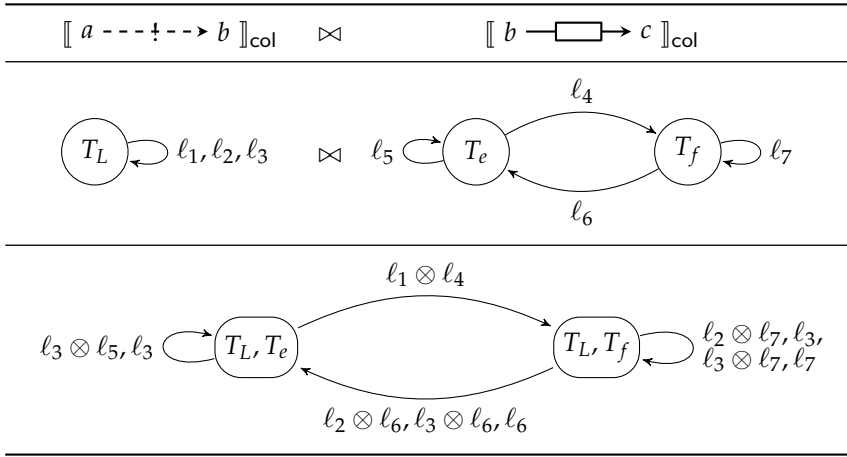 ⟦ a - - -!- - -> b ⟧col ⋈ ⟦ b —▭→ c ⟧col
ℓ4
T_L ℓ1, ℓ2, ℓ3 ⋈ ℓ5 T_e T_f ℓ7
ℓ6
ℓ1 ⊗ ℓ4
ℓ3 ⊗ ℓ5, ℓ3 T_L, T_e T_L, T_f ℓ2 ⊗ ℓ7, ℓ3,
ℓ3 ⊗ ℓ7, ℓ7
ℓ2 ⊗ ℓ6, ℓ3 ⊗ ℓ6, ℓ6